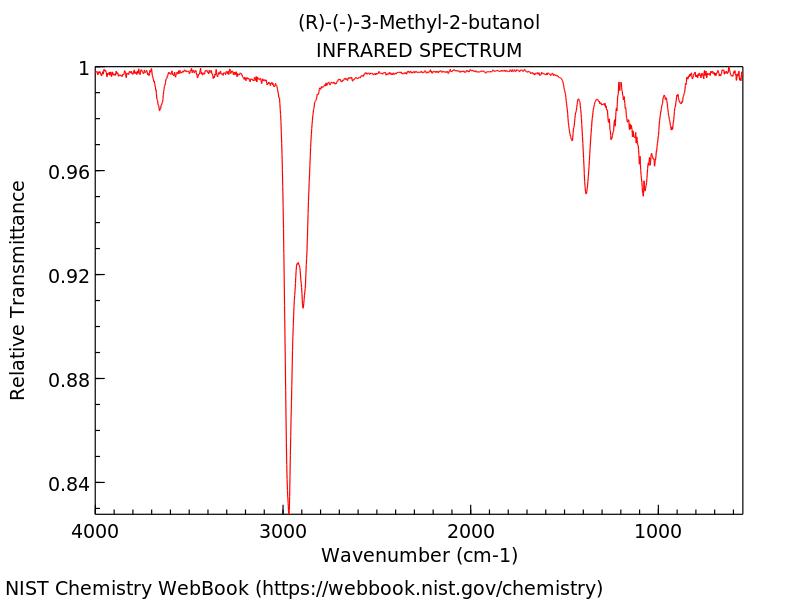 (R)-(-)-3-Methyl-2-butanol
INFRARED SPECTRUM
1
0.96
0.92
0.88
0.84
Relative Transmittance
4000 3000 2000 1000
Wavenumber (cm-1)
NIST Chemistry WebBook (https://webbook.nist.gov/chemistry)